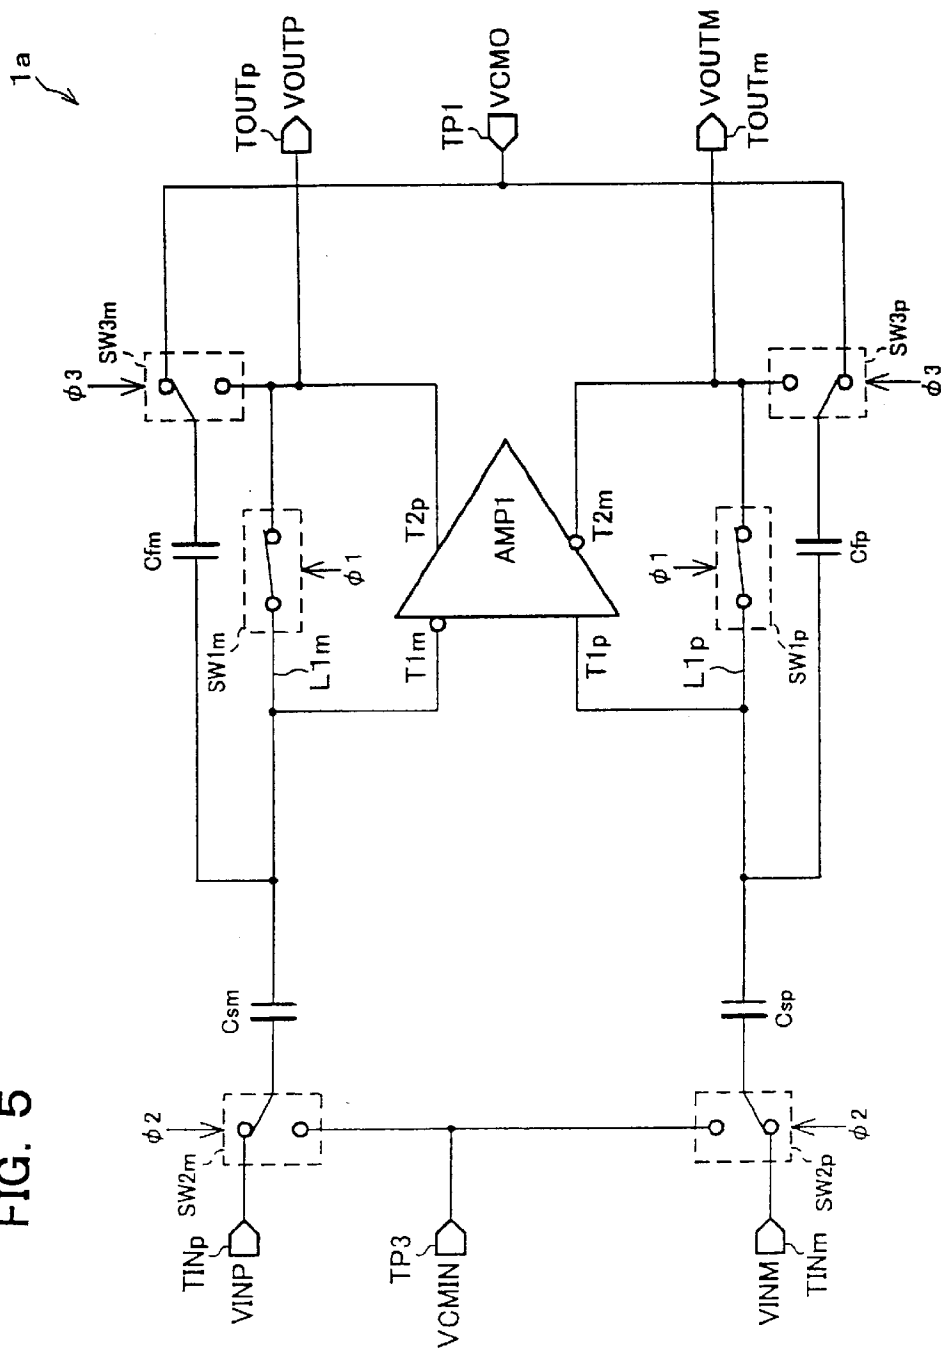 FIG. 5
1a
TINp
VINP
φ2
SW2m
Csm
Cfm
φ3
SW3m
TOUTp
VOUTP
SW1m
φ1
L1m
T1m
T2p
AMP1
TP3
VCMIN
TP1
VCMO
T1p
T2m
L1p
φ1
SW1p
VOUTM
TOUTm
VINM
TINm
SW2p
φ2
Csp
Cfp
SW3p
φ3